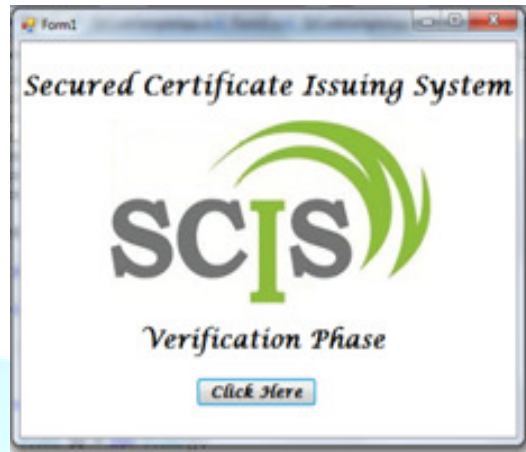 Form1
Secured Certificate Issuing System
SCIS
Verification Phase
Click Here